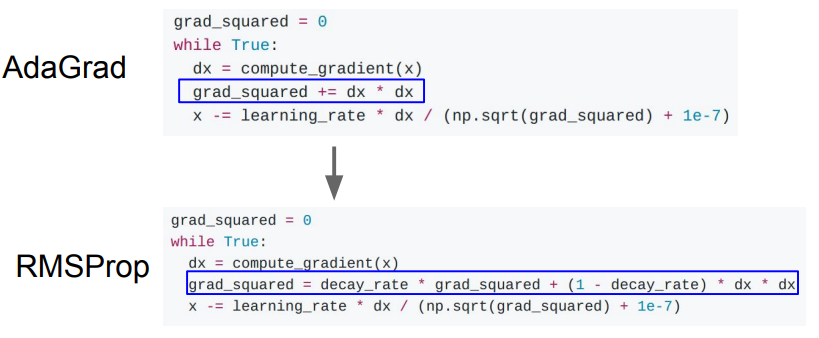 AdaGrad
grad_squared = 0
while True:
  dx = compute_gradient(x)
  grad_squared += dx * dx
  x -= learning_rate * dx / (np.sqrt(grad_squared) + 1e-7)
RMSProp
grad_squared = 0
while True:
  dx = compute_gradient(x)
  grad_squared = decay_rate * grad_squared + (1 - decay_rate) * dx * dx
  x -= learning_rate * dx / (np.sqrt(grad_squared) + 1e-7)